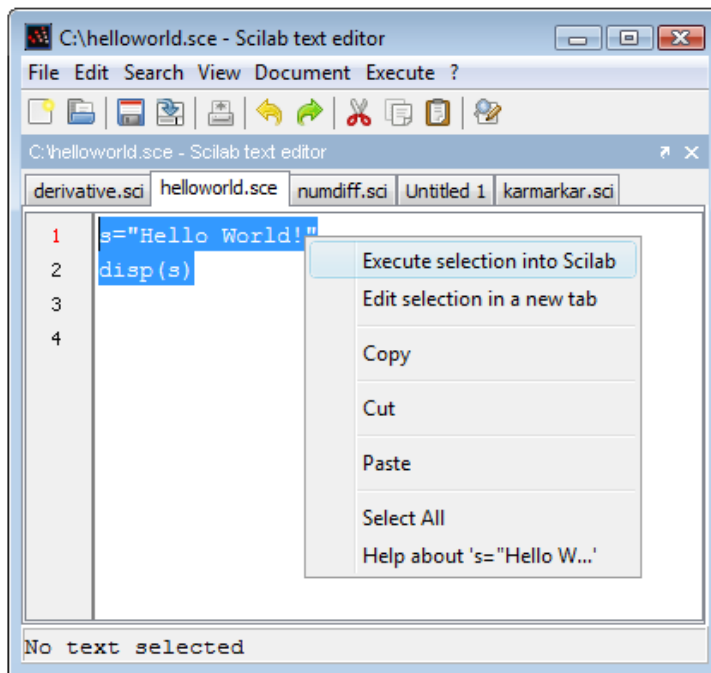 C:\helloworld.sce - Scilab text editor
File Edit Search View Document Execute ?
C:\helloworld.sce - Scilab text editor
derivative.sci helloworld.sce numdiff.sci Untitled 1 karmarkar.sci
1 s="Hello World!"
2 disp(s)
3
4
Execute selection into Scilab
Edit selection in a new tab
Copy
Cut
Paste
Select All
Help about 's="Hello W...'
No text selected